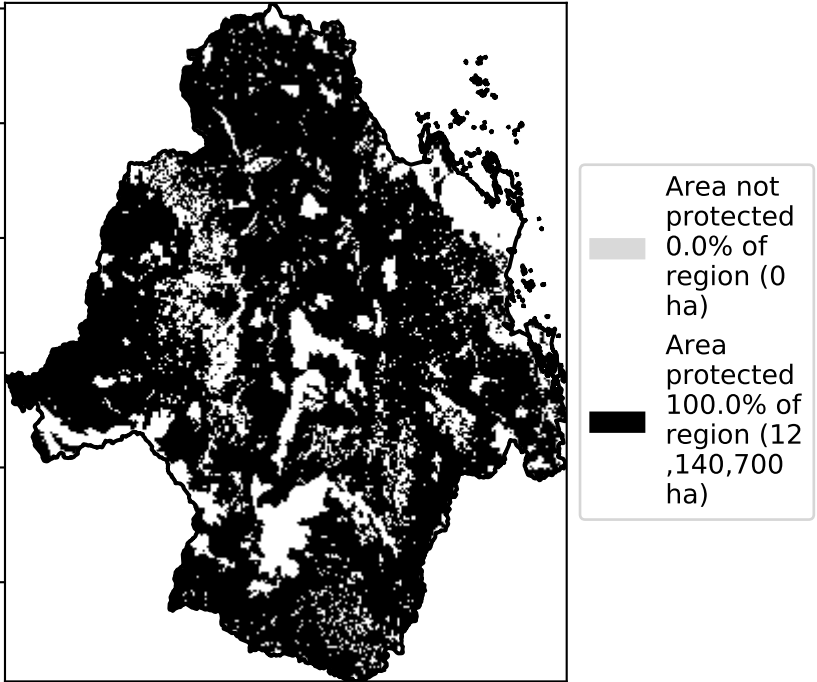 Area not
protected
0.0% of
region (0
ha)
Area
protected
100.0% of
region (12
,140,700
ha)